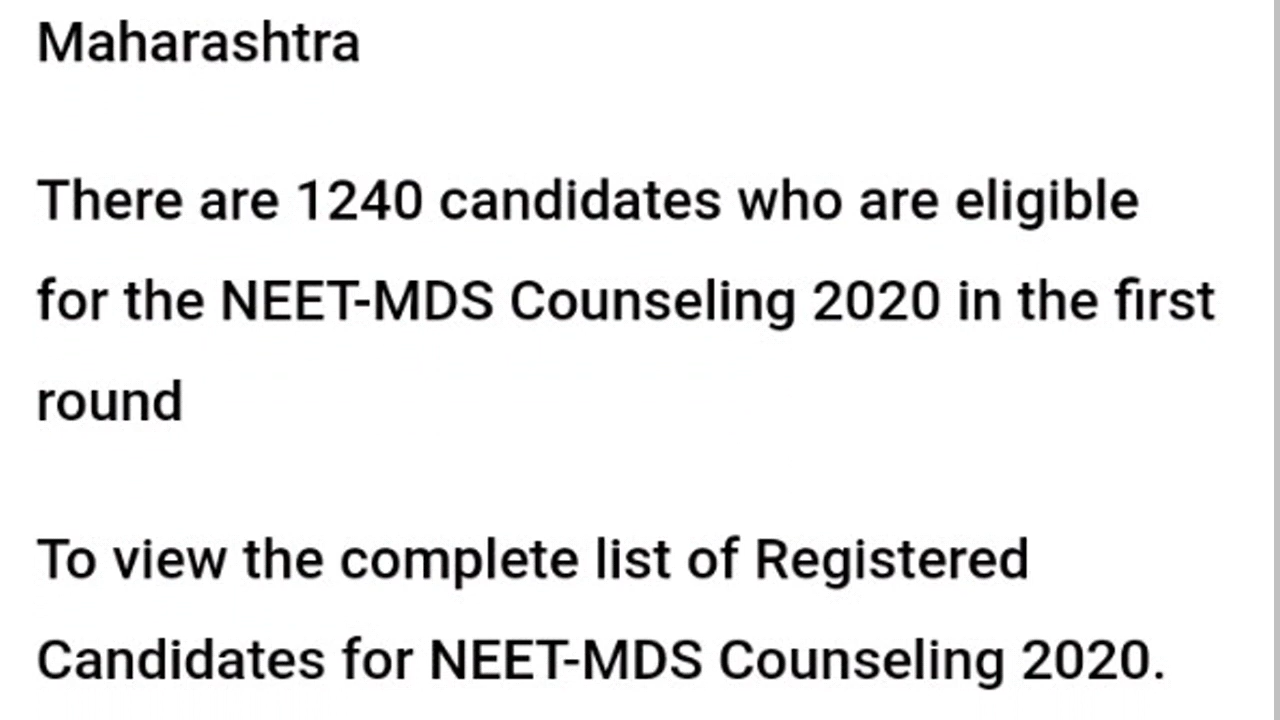 Maharashtra
There are 1240 candidates who are eligible
for the NEET-MDS Counseling 2020 in the first
round
To view the complete list of Registered
Candidates for NEET-MDS Counseling 2020.